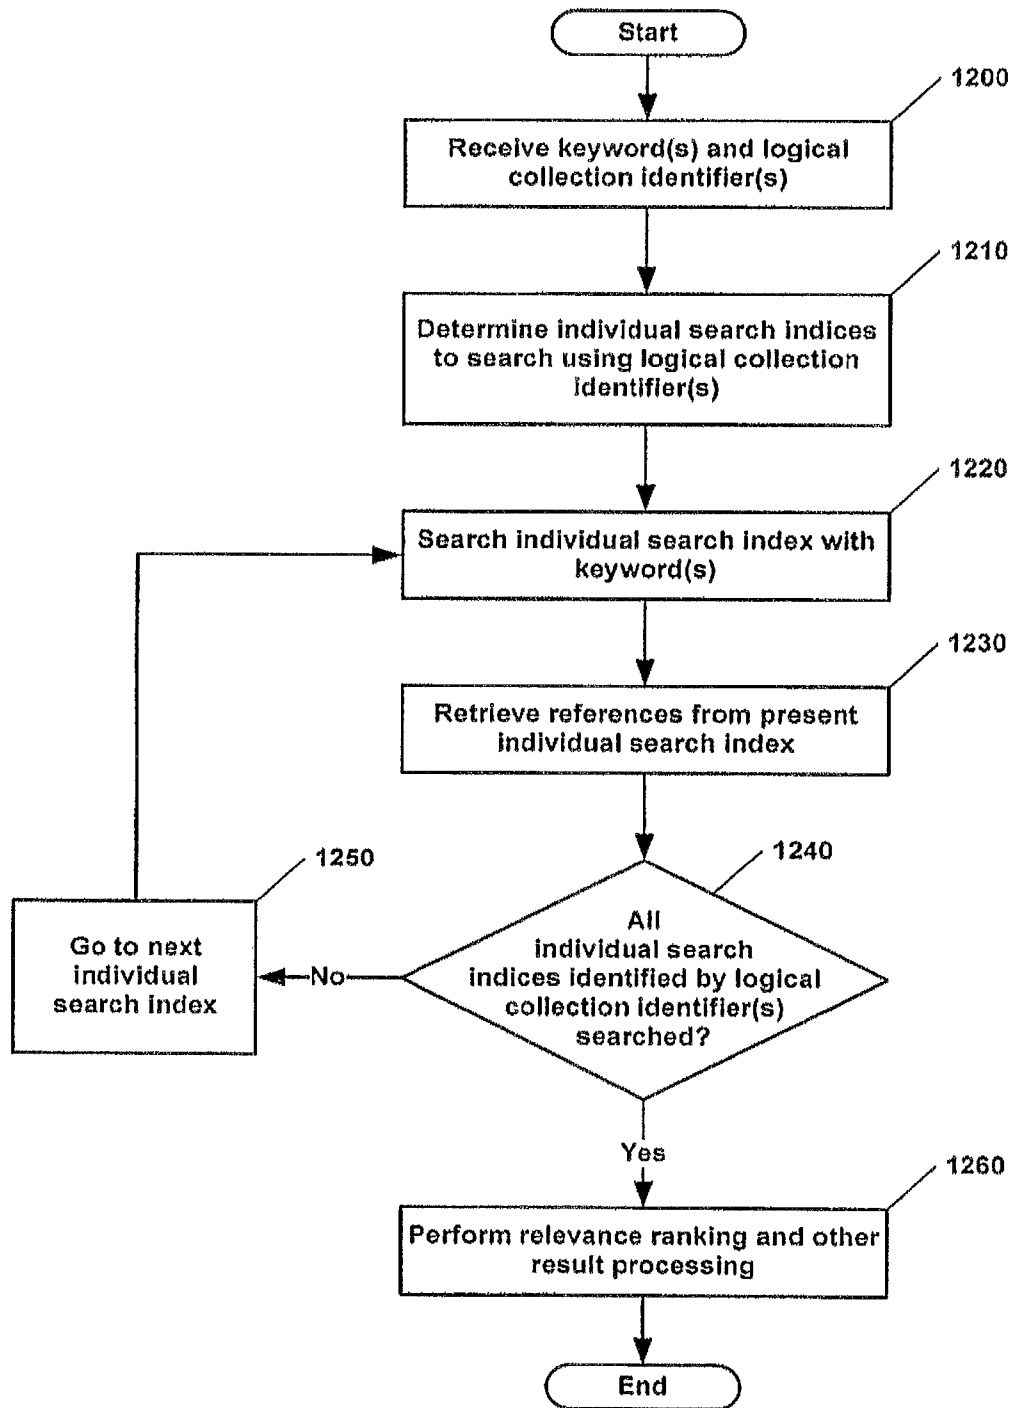 Start
1200
Receive keyword(s) and logical
collection identifier(s)
1210
Determine individual search indices
to search using logical collection
identifier(s)
1220
Search individual search index with
keyword(s)
1230
Retrieve references from present
individual search index
1240
All
individual search
indices identified by logical
collection identifier(s)
searched?
No
1250
Go to next
individual
search index
Yes
1260
Perform relevance ranking and other
result processing
End